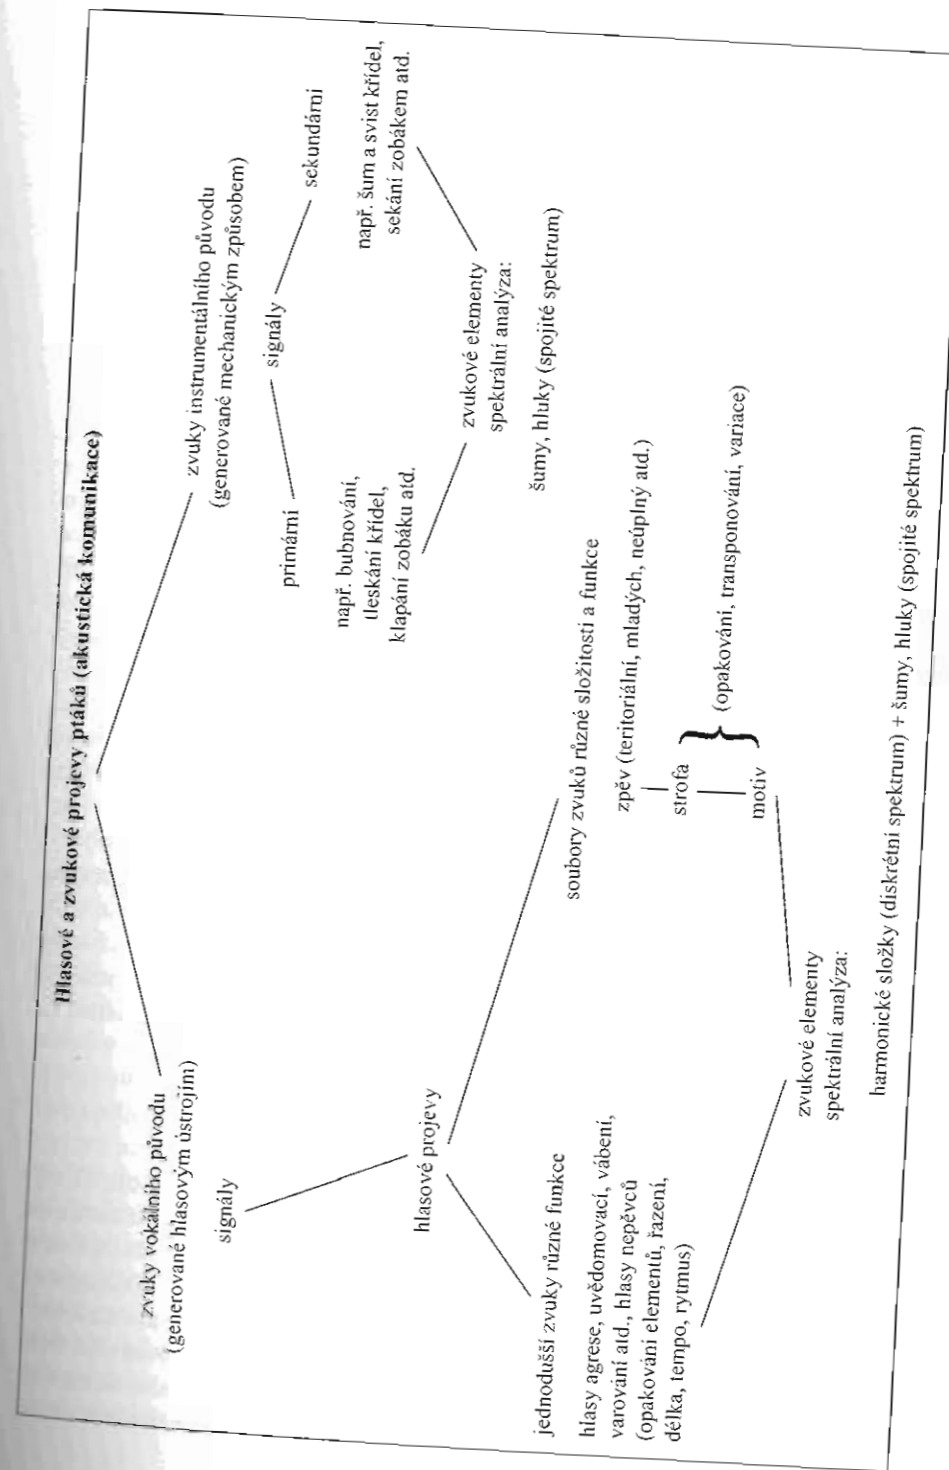 Hlasové a zvukové projevy ptáků (akustická komunikace)
zvuky vokálního původu
(generované hlasovým ústrojím)
signály
hlasové projevy
jednodušší zvuky různé funkce
hlasy agrese, uvědomovací, vábení,
varování atd., hlasy nepěvců
(opakování elementů, řazení,
délka, tempo, rytmus)
soubory zvuků různé složitosti a funkce
zpěv (teritoriální, mladých, neúplný atd.)
strofa
motiv
} (opakování, transponování, variace)
zvukové elementy
spektrální analýza:
harmonické složky (diskrétní spektrum) + šumy, hluky (spojité spektrum)
zvuky instrumentálního původu
(generované mechanickým způsobem)
signály
primární
např. bubnování,
tleskání křídel,
klapání zobáku atd.
sekundární
např. šum a svist křídel,
sekání zobákem atd.
zvukové elementy
spektrální analýza:
šumy, hluky (spojité spektrum)